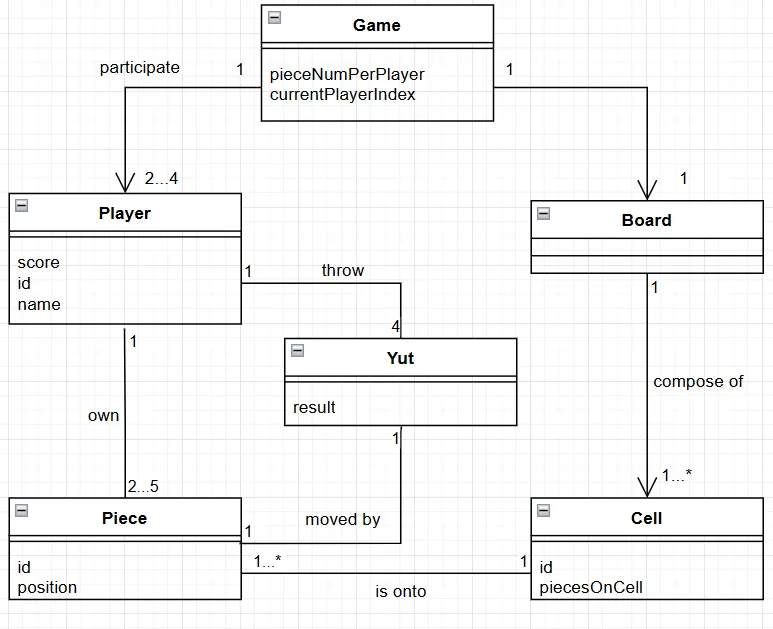 Game
pieceNumPerPlayer
currentPlayerIndex
participate
1
1
2...4
1
Player
score
id
name
Board
1
throw
4
1
Yut
result
1
own
2...5
1
compose of
1...*
Piece
id
position
1
moved by
1...*
is onto
1
Cell
id
piecesOnCell